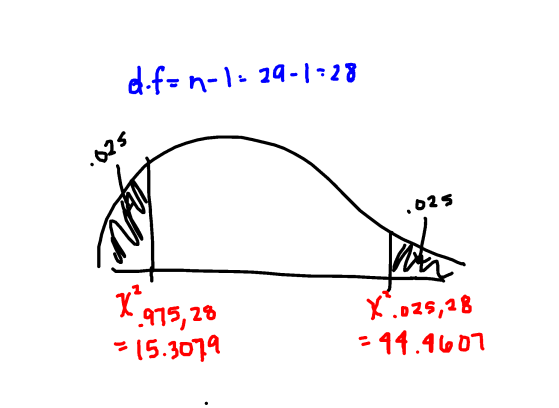 d.f = n-1 = 29-1 = 28
.025
.025
χ² .975,28
= 15.3079
χ² .025,28
= 44.4607